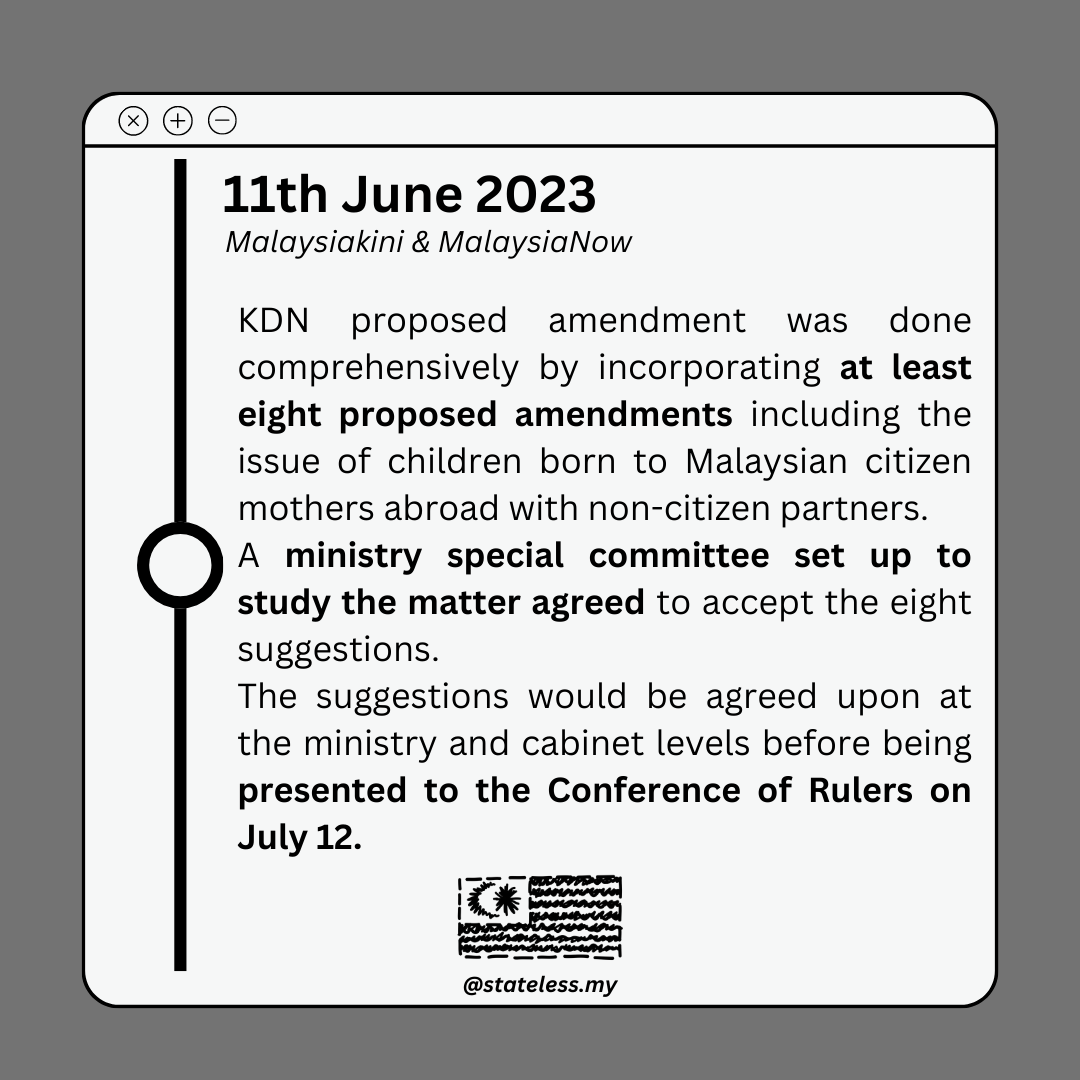 11th June 2023
Malaysiakini & MalaysiaNow
KDN proposed amendment was done
comprehensively by incorporating at least
eight proposed amendments including the
issue of children born to Malaysian citizen
mothers abroad with non-citizen partners.
A ministry special committee set up to
study the matter agreed to accept the eight
suggestions.
The suggestions would be agreed upon at
the ministry and cabinet levels before being
presented to the Conference of Rulers on
July 12.
@stateless.my